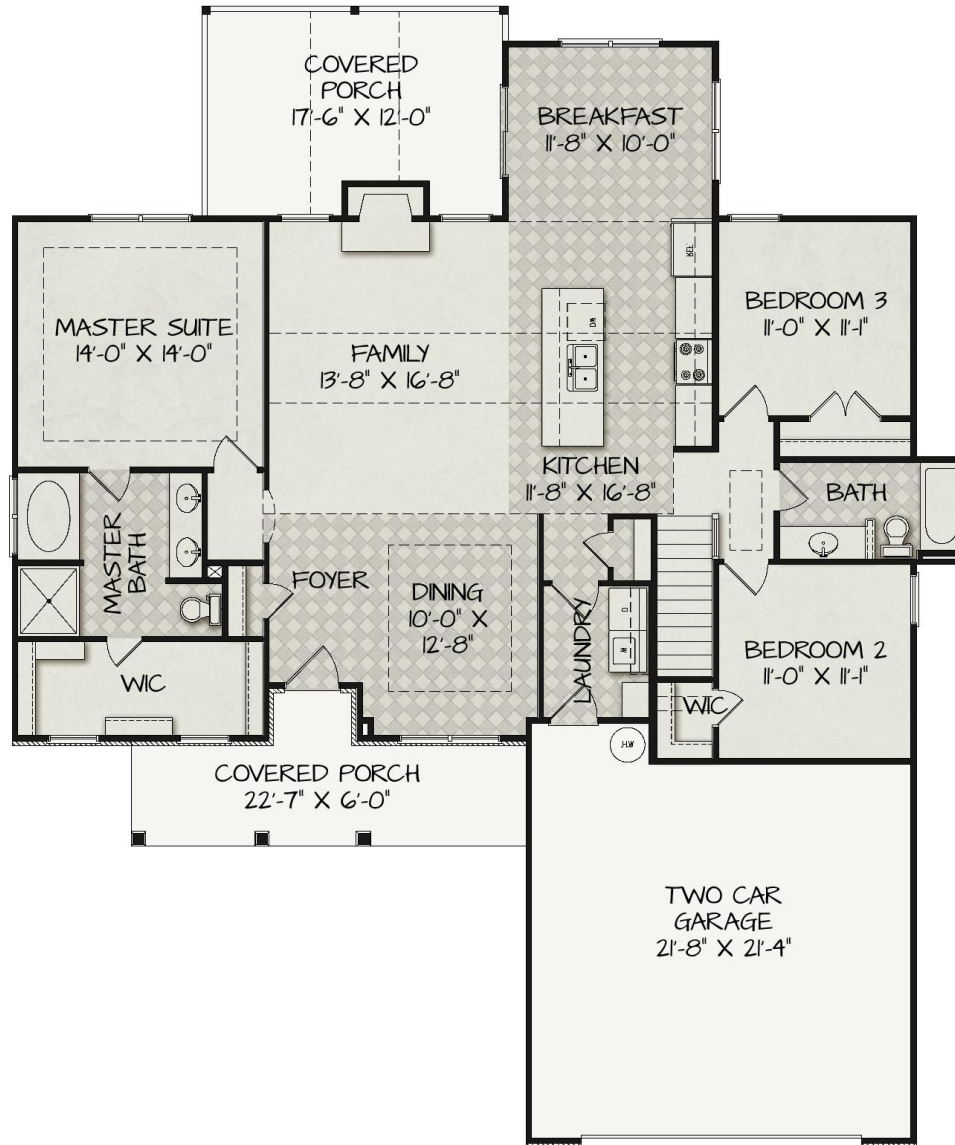 COVERED
PORCH
17'-6" X 12'-0"
BREAKFAST
11'-8" X 10'-0"
REF.
MASTER SUITE
14'-0" X 14'-0"
FAMILY
13'-8" X 16'-8"
DW
BEDROOM 3
11'-0" X 11'-1"
KITCHEN
11'-8" X 16'-8"
BATH
MASTER
BATH
FOYER
DINING
10'-0" X
12'-8"
LAUNDRY
D
W
BEDROOM 2
11'-0" X 11'-1"
WIC
WIC
W.H.
COVERED PORCH
22'-7" X 6'-0"
TWO CAR
GARAGE
21'-8" X 21'-4"